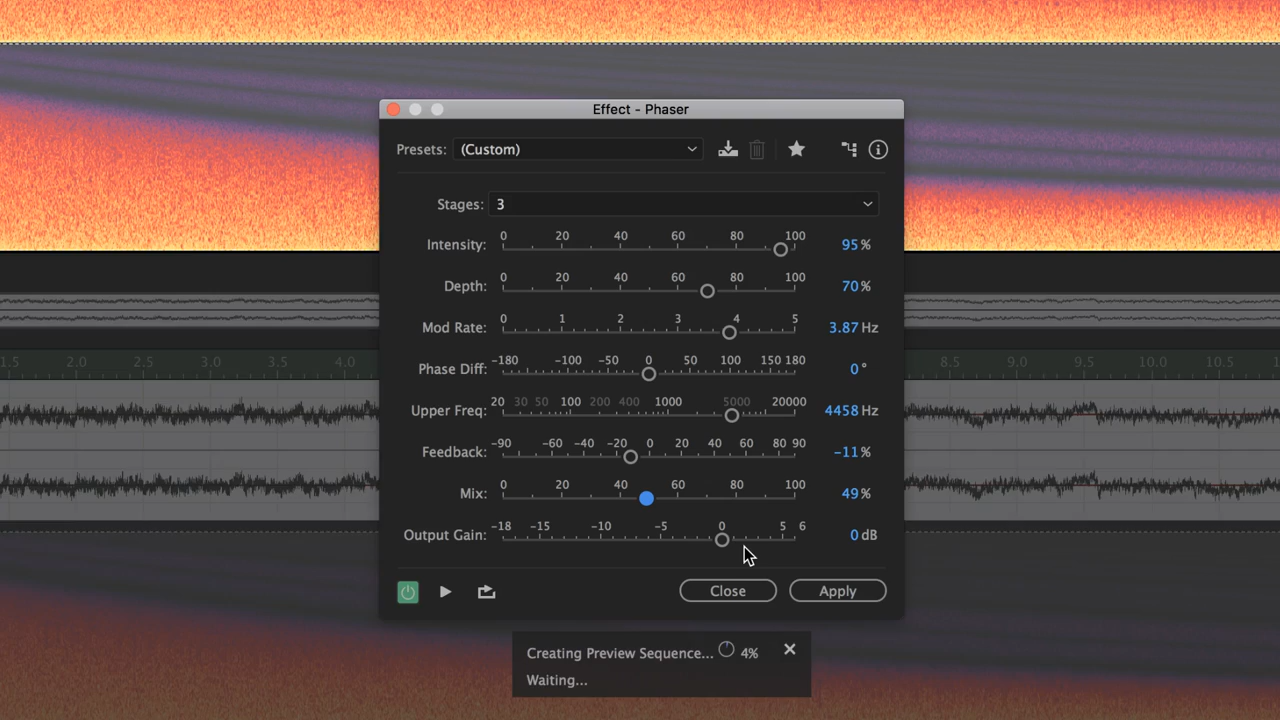 Effect - Phaser
Presets: (Custom)
Stages: 3
0 20 40 60 80 100
Intensity: 95 %
0 20 40 60 80 100
Depth: 70 %
0 1 2 3 4 5
Mod Rate: 3.87 Hz
-180 -100 -50 0 50 100 150 180
Phase Diff: 0 °
20 30 50 100 200 400 1000 5000 20000
Upper Freq: 4458 Hz
-90 -60 -40 -20 0 20 40 60 80 90
Feedback: -11 %
0 20 40 60 80 100
Mix: 49 %
-18 -15 -10 -5 0 5 6
Output Gain: 0 dB
Close Apply
1.5 2.0 2.5 3.0 3.5 4.0 8.5 9.0 9.5 10.0 10.5
Creating Preview Sequence... 4%
Waiting...